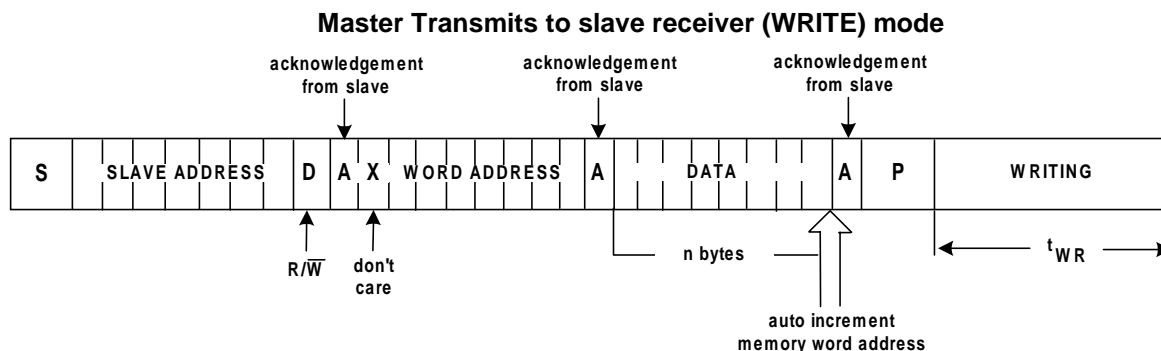 Master Transmits to slave receiver (WRITE) mode
acknowledgement
from slave
acknowledgement
from slave
acknowledgement
from slave
S SLAVE ADDRESS D A X WORD ADDRESS A DATA A P WRITING
R/W̅
don't
care
n bytes
tWR
auto increment
memory word address